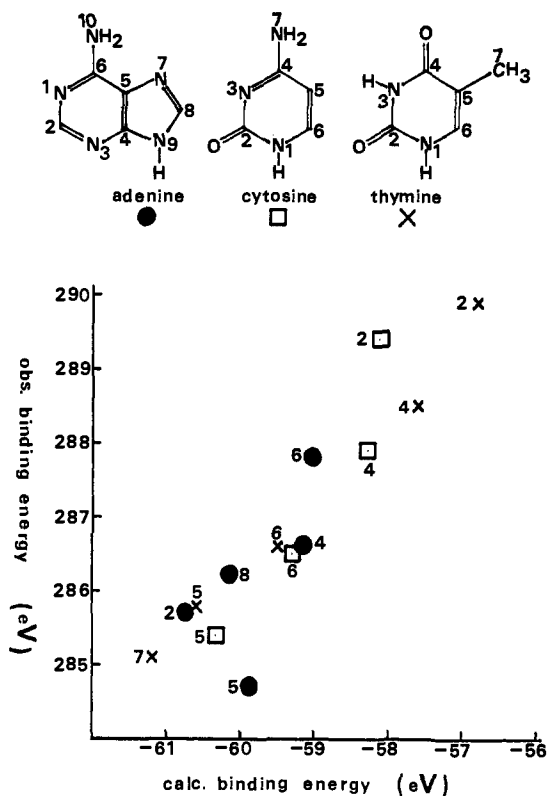 10 NH₂
6
5
N 7
1 N
8
2
N 3
4
N 9
H
adenine
7 NH₂
4
3 N
5
6
O 2
N 1
H
cytosine
O
4
7 CH₃
H N 3
5
6
O 2
N 1
H
thymine
290
289
288
287
286
285
obs. binding energy (eV)
2
2
4
4
6
6
4
6
8
5
2
5
7
5
-61 -60 -59 -58 -57 -56
calc. binding energy (eV)